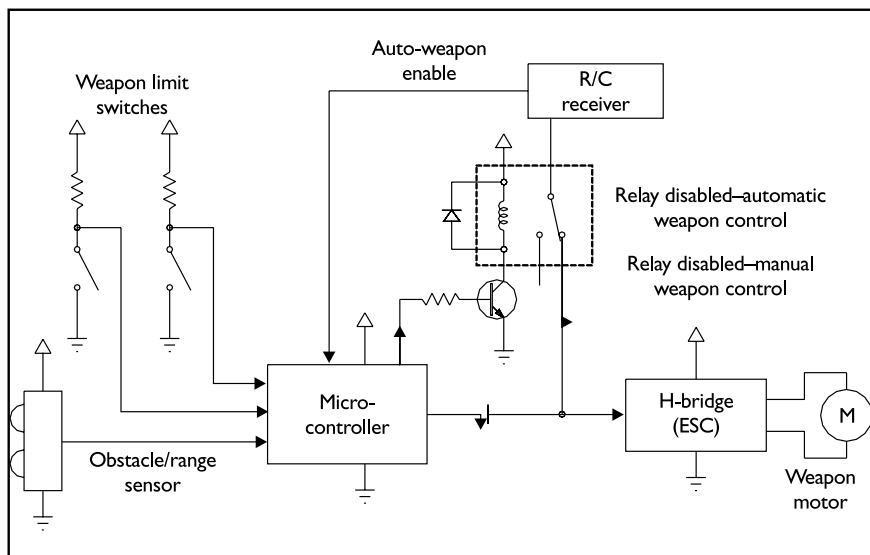 Auto-weapon
enable
R/C
receiver
Weapon limit
switches
Relay disabled–automatic
weapon control
Relay disabled–manual
weapon control
Micro-
controller
H-bridge
(ESC)
M
Obstacle/range
sensor
Weapon
motor